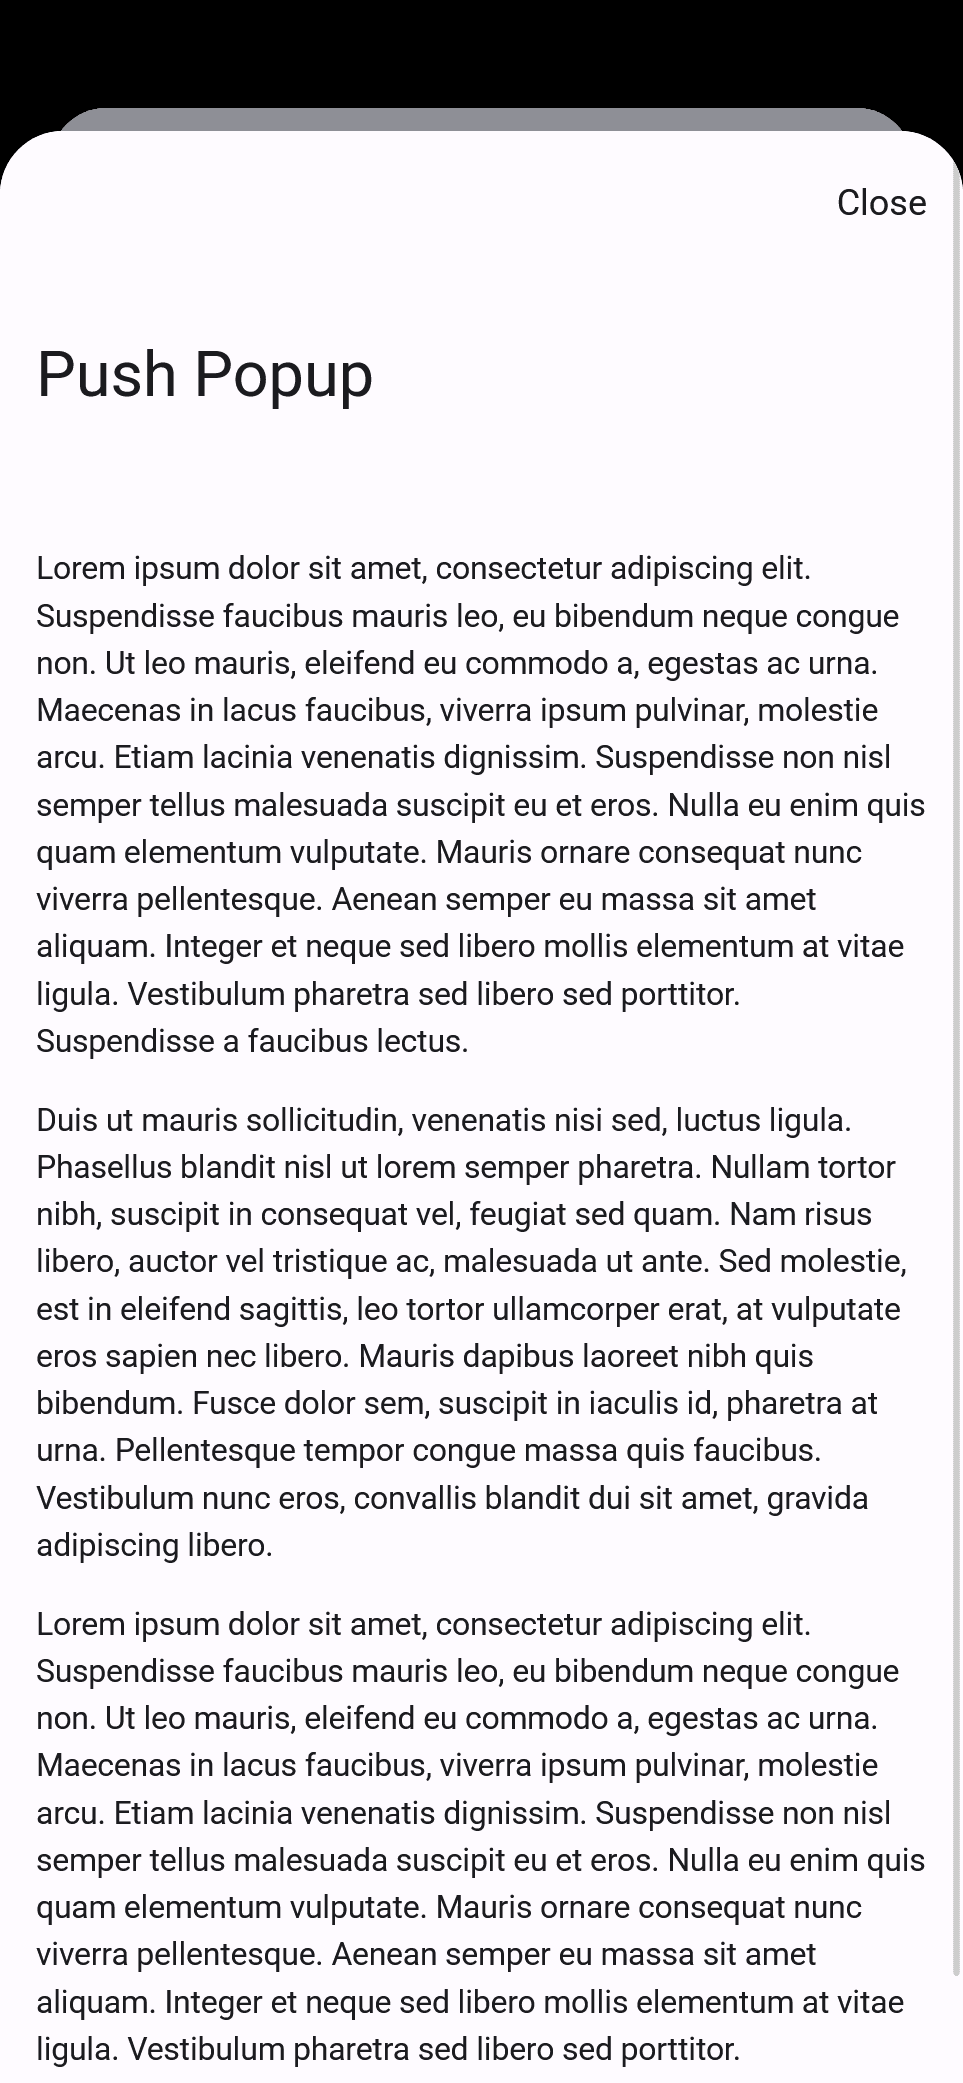 Close
Push Popup
Lorem ipsum dolor sit amet, consectetur adipiscing elit.
Suspendisse faucibus mauris leo, eu bibendum neque congue
non. Ut leo mauris, eleifend eu commodo a, egestas ac urna.
Maecenas in lacus faucibus, viverra ipsum pulvinar, molestie
arcu. Etiam lacinia venenatis dignissim. Suspendisse non nisl
semper tellus malesuada suscipit eu et eros. Nulla eu enim quis
quam elementum vulputate. Mauris ornare consequat nunc
viverra pellentesque. Aenean semper eu massa sit amet
aliquam. Integer et neque sed libero mollis elementum at vitae
ligula. Vestibulum pharetra sed libero sed porttitor.
Suspendisse a faucibus lectus.
Duis ut mauris sollicitudin, venenatis nisi sed, luctus ligula.
Phasellus blandit nisl ut lorem semper pharetra. Nullam tortor
nibh, suscipit in consequat vel, feugiat sed quam. Nam risus
libero, auctor vel tristique ac, malesuada ut ante. Sed molestie,
est in eleifend sagittis, leo tortor ullamcorper erat, at vulputate
eros sapien nec libero. Mauris dapibus laoreet nibh quis
bibendum. Fusce dolor sem, suscipit in iaculis id, pharetra at
urna. Pellentesque tempor congue massa quis faucibus.
Vestibulum nunc eros, convallis blandit dui sit amet, gravida
adipiscing libero.
Lorem ipsum dolor sit amet, consectetur adipiscing elit.
Suspendisse faucibus mauris leo, eu bibendum neque congue
non. Ut leo mauris, eleifend eu commodo a, egestas ac urna.
Maecenas in lacus faucibus, viverra ipsum pulvinar, molestie
arcu. Etiam lacinia venenatis dignissim. Suspendisse non nisl
semper tellus malesuada suscipit eu et eros. Nulla eu enim quis
quam elementum vulputate. Mauris ornare consequat nunc
viverra pellentesque. Aenean semper eu massa sit amet
aliquam. Integer et neque sed libero mollis elementum at vitae
ligula. Vestibulum pharetra sed libero sed porttitor.